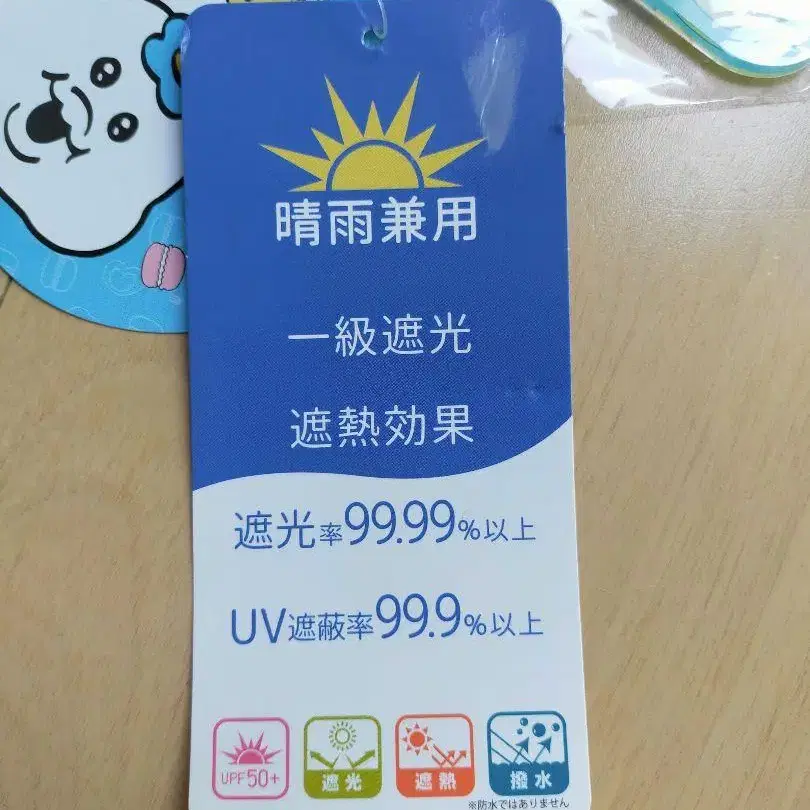 晴雨兼用
一級遮光
遮熱効果
遮光率99.99%以上
UV遮蔽率99.9%以上
UPF50+
遮光
遮熱
撥水
※防水ではありません